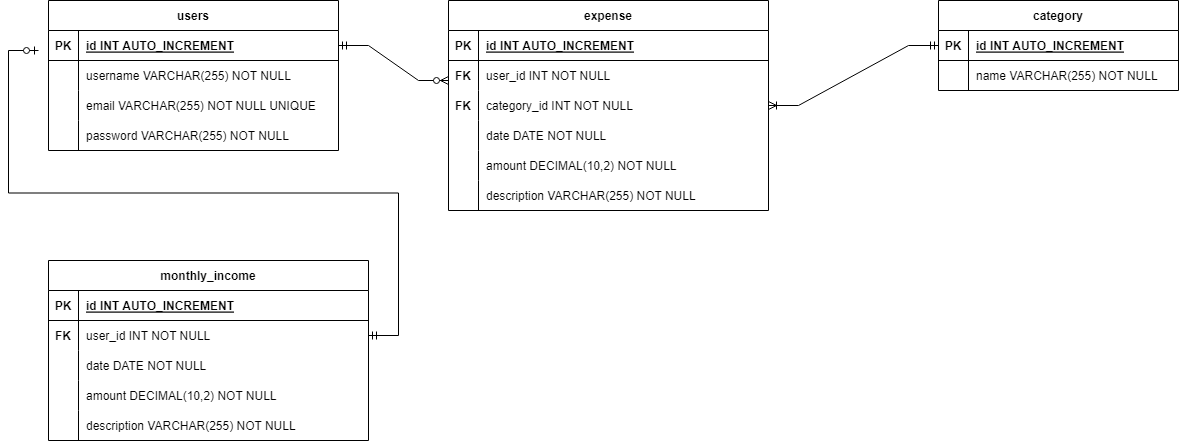 users
PK id INT AUTO_INCREMENT
username VARCHAR(255) NOT NULL
email VARCHAR(255) NOT NULL UNIQUE
password VARCHAR(255) NOT NULL
expense
PK id INT AUTO_INCREMENT
FK user_id INT NOT NULL
FK category_id INT NOT NULL
date DATE NOT NULL
amount DECIMAL(10,2) NOT NULL
description VARCHAR(255) NOT NULL
category
PK id INT AUTO_INCREMENT
name VARCHAR(255) NOT NULL
monthly_income
PK id INT AUTO_INCREMENT
FK user_id INT NOT NULL
date DATE NOT NULL
amount DECIMAL(10,2) NOT NULL
description VARCHAR(255) NOT NULL